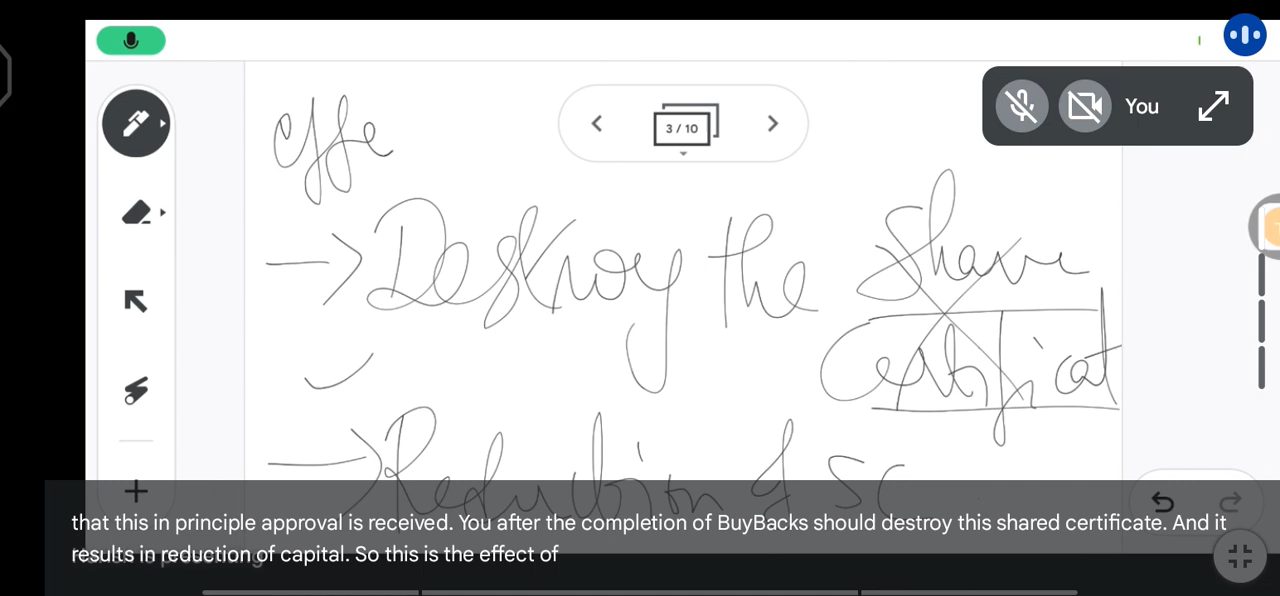 3 / 10
You
effe
→ Destroy the Share
Certificat
→ Reduction of SC
that this in principle approval is received. You after the completion of BuyBacks should destroy this shared certificate. And it
results in reduction of capital. So this is the effect of